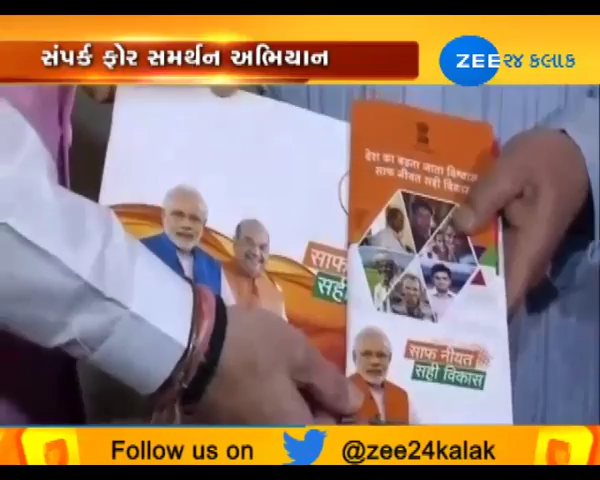 સંપર્ક ફોર સમર્થન અભિયાન
ZEE ૨૪ કલાક
देश का बढ़ता जाता विश्वास
साफ नीयत सही विकास
साफ
सही
साफ नीयत
सही विकास
Follow us on @zee24kalak